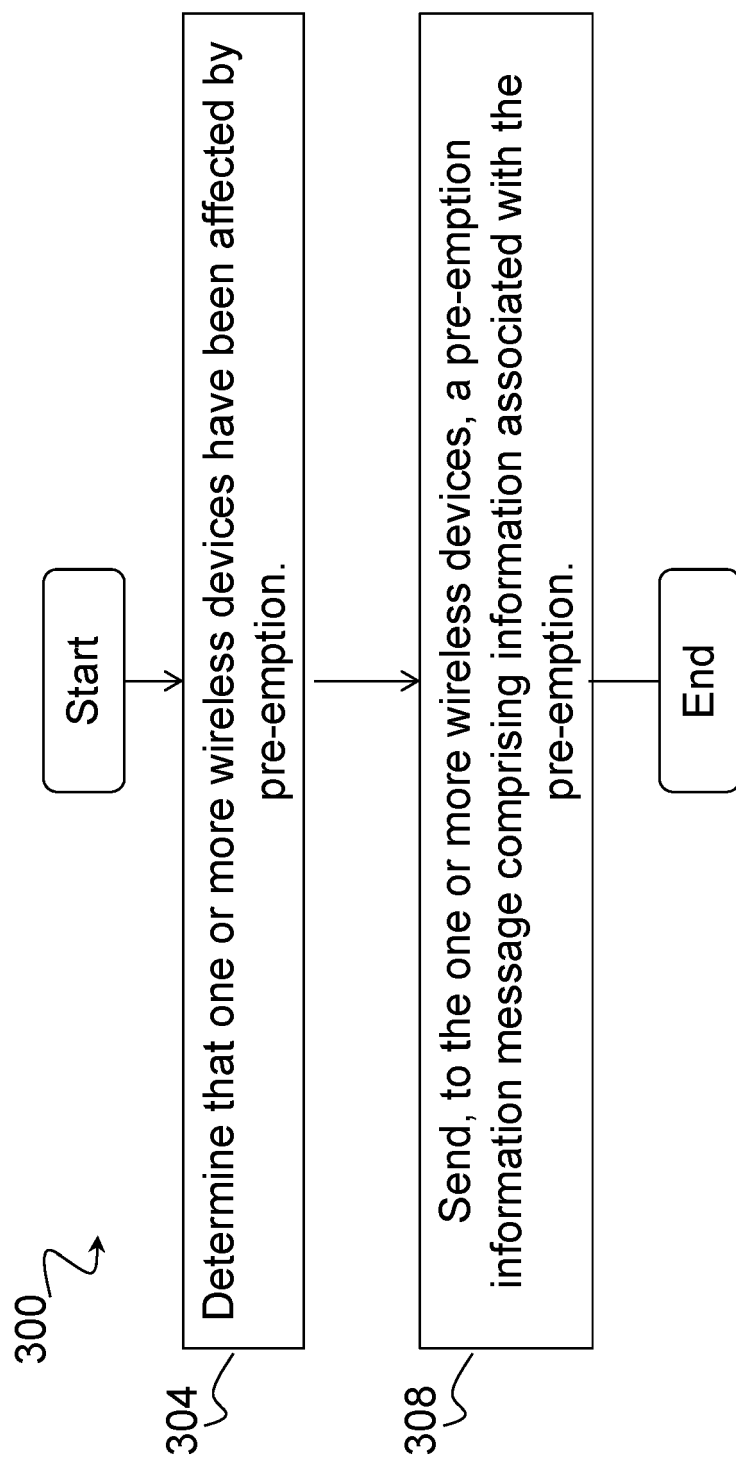 300
Start
304
Determine that one or more wireless devices have been affected by
pre-emption.
308
Send, to the one or more wireless devices, a pre-emption
information message comprising information associated with the
pre-emption.
End